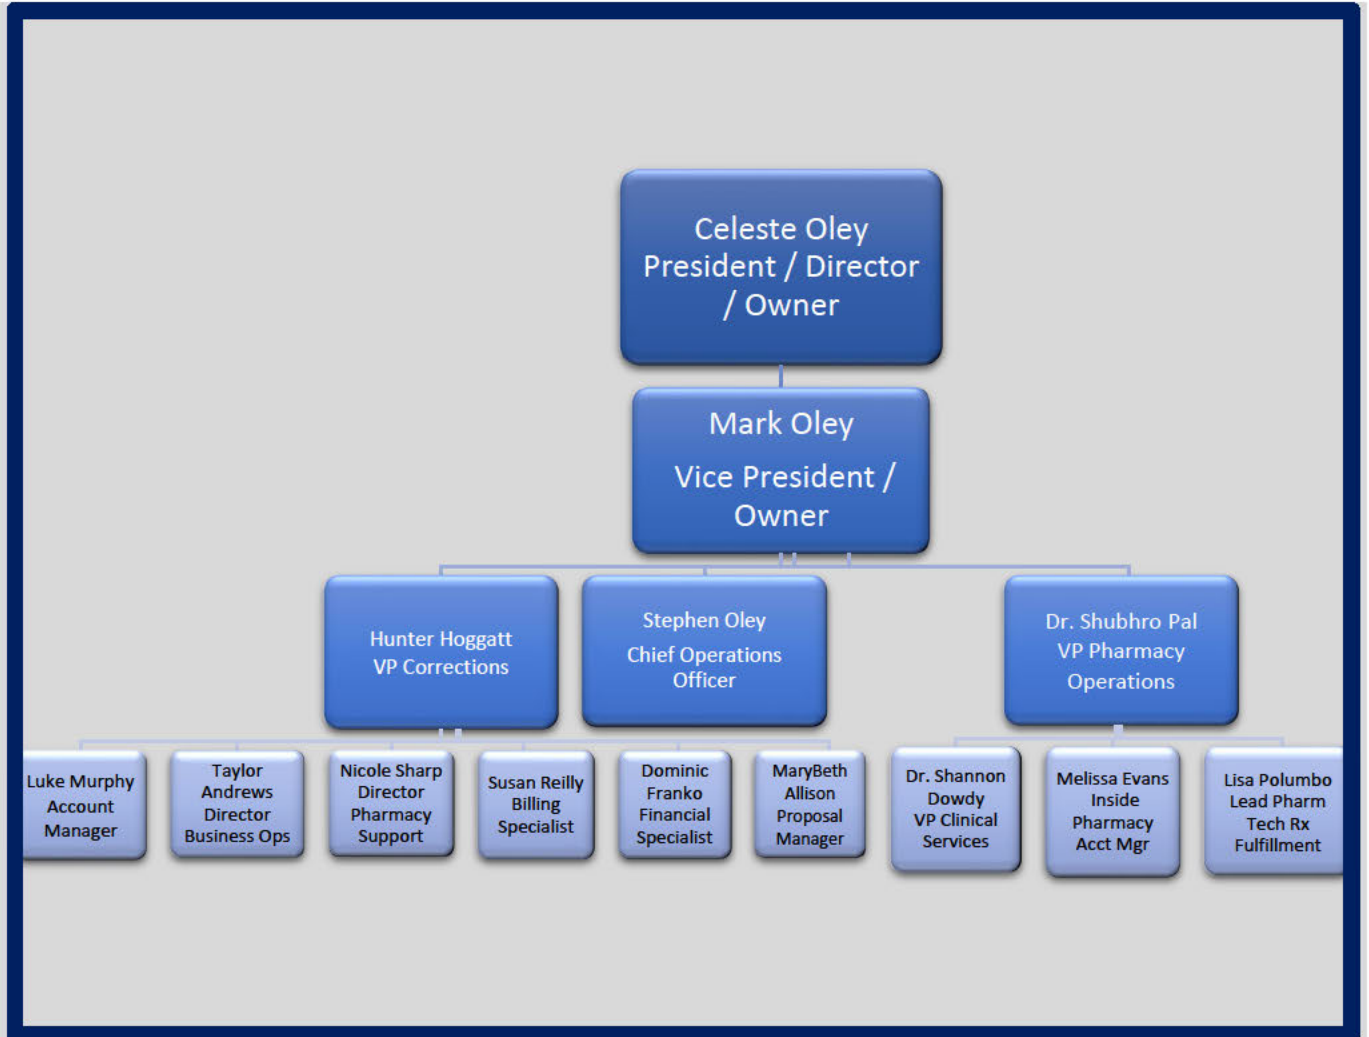 Celeste Oley
President / Director
/ Owner
Mark Oley
Vice President /
Owner
Hunter Hoggatt
VP Corrections
Stephen Oley
Chief Operations
Officer
Dr. Shubhro Pal
VP Pharmacy
Operations
Luke Murphy
Account
Manager
Taylor
Andrews
Director
Business Ops
Nicole Sharp
Director
Pharmacy
Support
Susan Reilly
Billing
Specialist
Dominic
Franko
Financial
Specialist
MaryBeth
Allison
Proposal
Manager
Dr. Shannon
Dowdy
VP Clinical
Services
Melissa Evans
Inside
Pharmacy
Acct Mgr
Lisa Polumbo
Lead Pharm
Tech Rx
Fulfillment